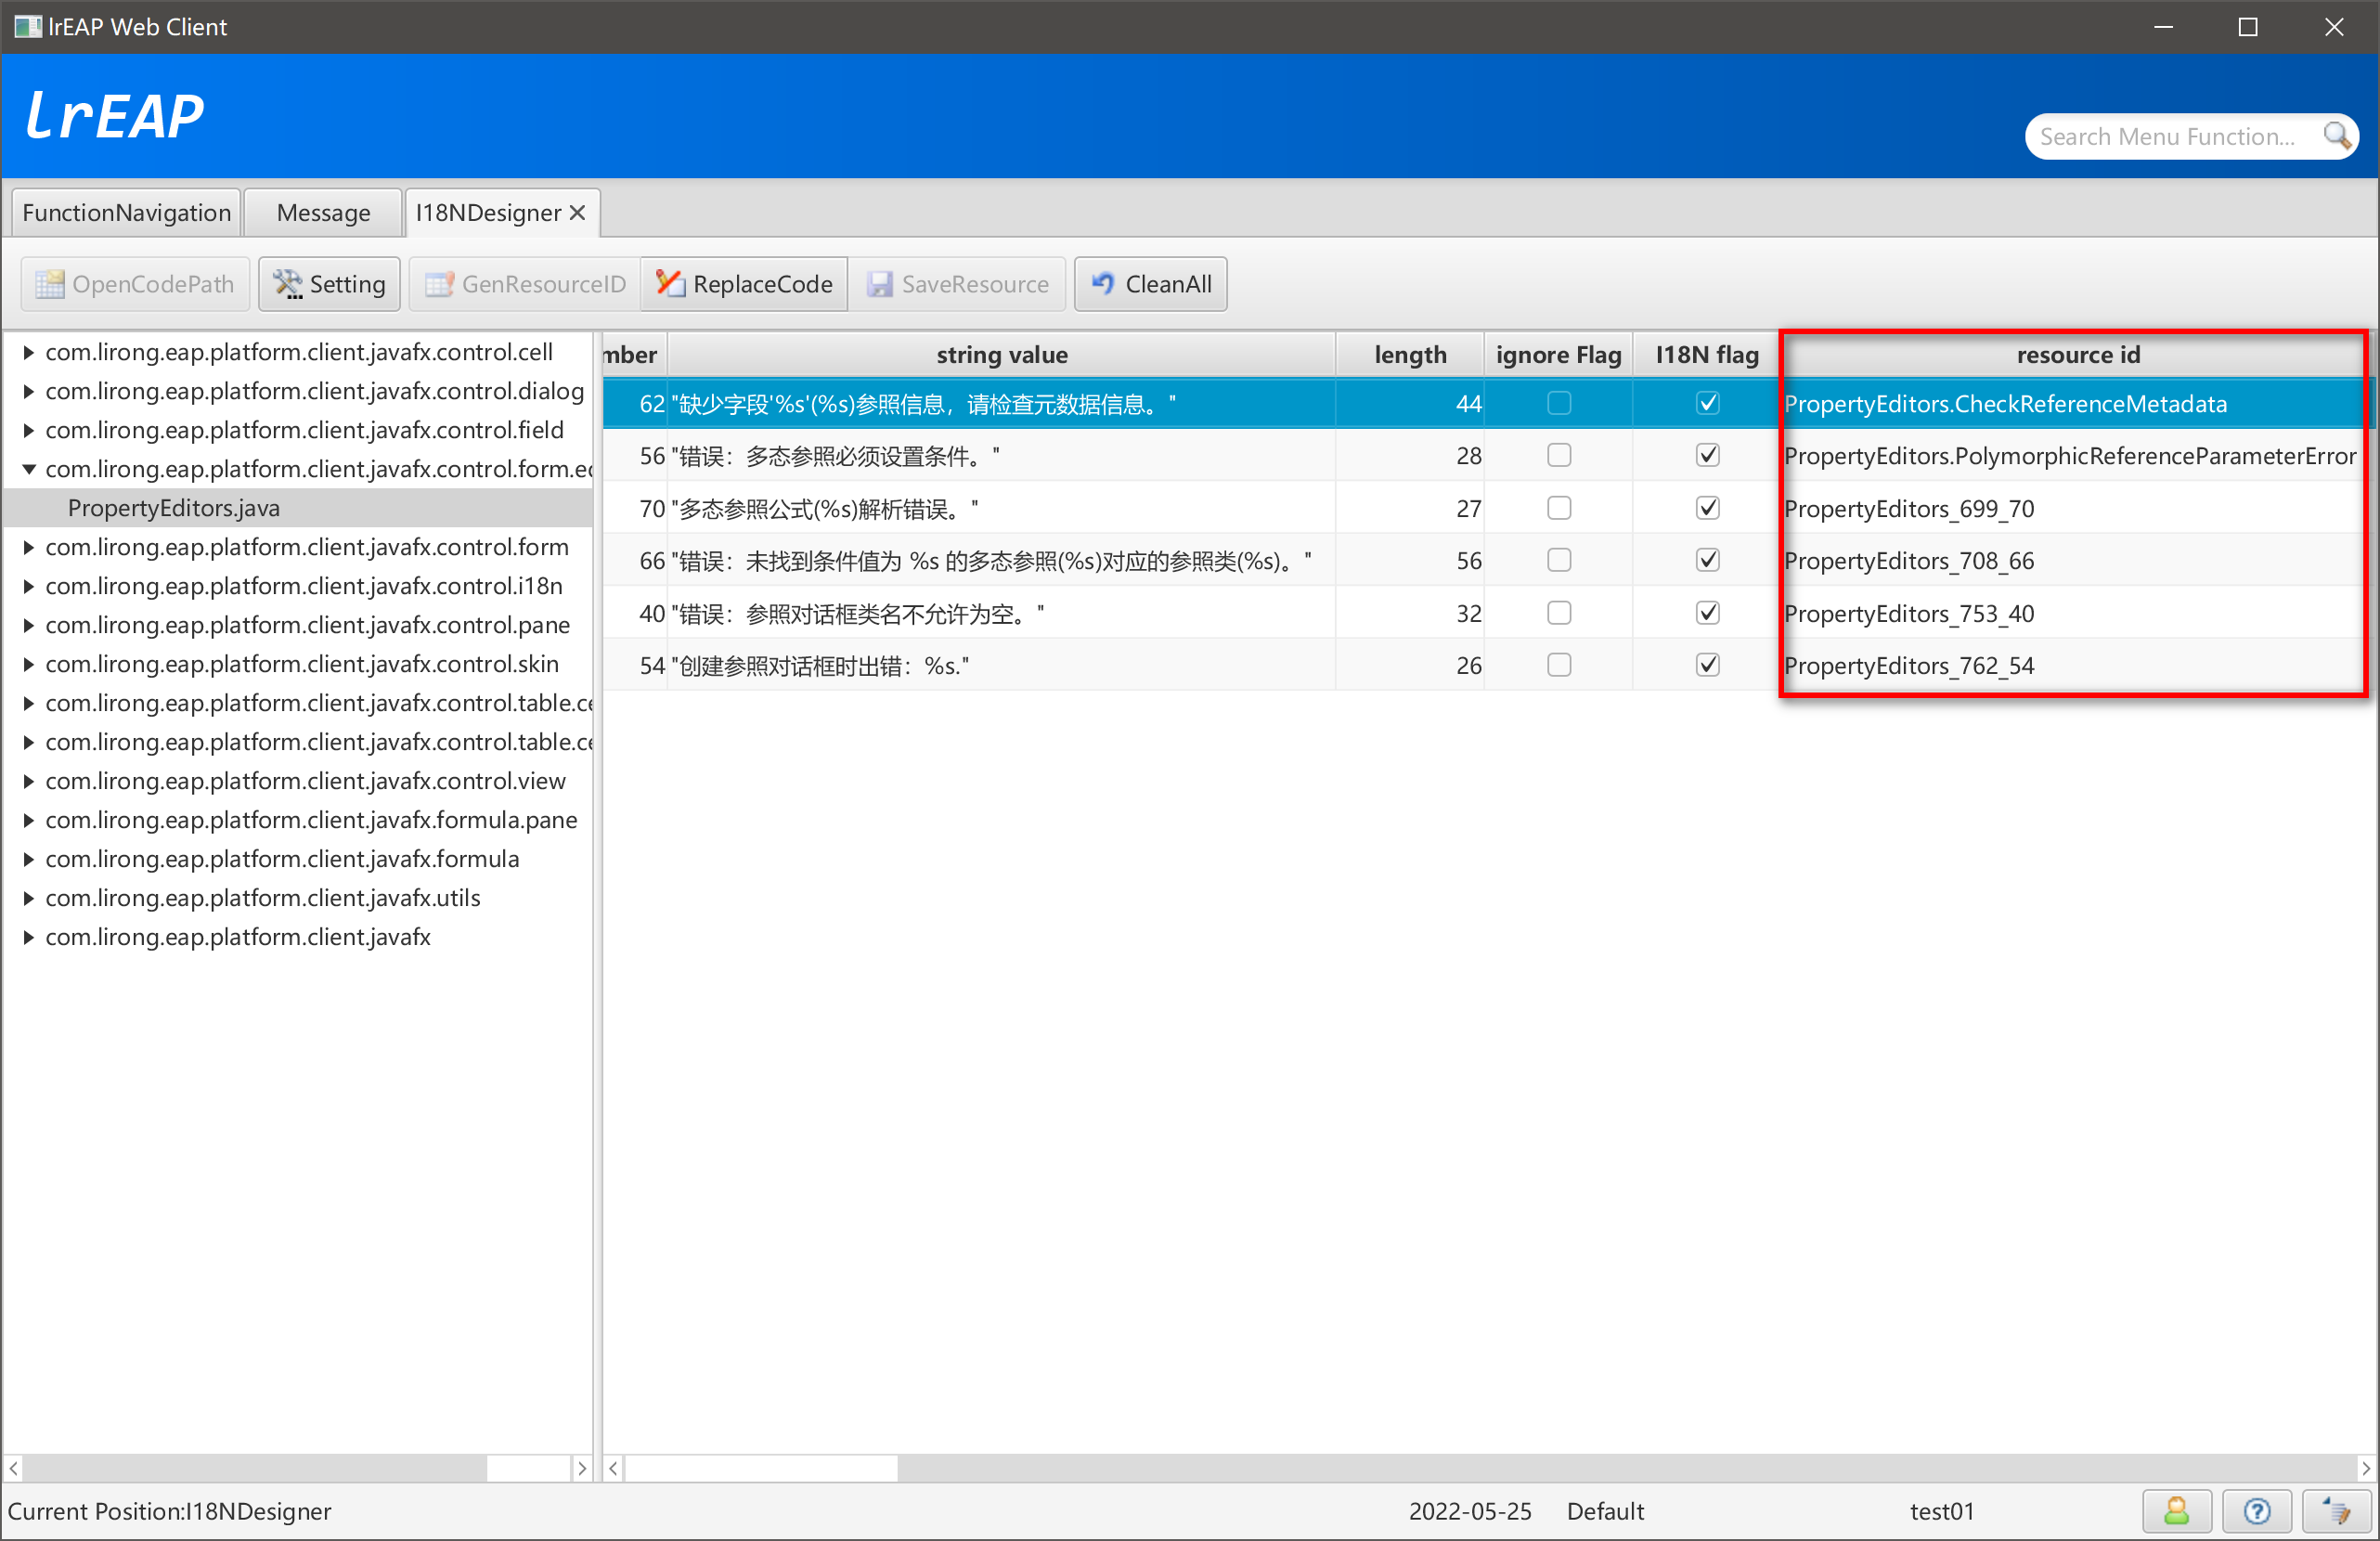 lrEAP Web Client
lrEAP
Search Menu Function...
FunctionNavigation Message I18NDesigner
OpenCodePath Setting GenResourceID ReplaceCode SaveResource CleanAll
com.lirong.eap.platform.client.javafx.control.cell
com.lirong.eap.platform.client.javafx.control.dialog
com.lirong.eap.platform.client.javafx.control.field
com.lirong.eap.platform.client.javafx.control.form.ec
PropertyEditors.java
com.lirong.eap.platform.client.javafx.control.form
com.lirong.eap.platform.client.javafx.control.i18n
com.lirong.eap.platform.client.javafx.control.pane
com.lirong.eap.platform.client.javafx.control.skin
com.lirong.eap.platform.client.javafx.control.table.ce
com.lirong.eap.platform.client.javafx.control.table.ce
com.lirong.eap.platform.client.javafx.control.view
com.lirong.eap.platform.client.javafx.formula.pane
com.lirong.eap.platform.client.javafx.formula
com.lirong.eap.platform.client.javafx.utils
com.lirong.eap.platform.client.javafx
mber string value length ignore Flag I18N flag resource id
62 "缺少字段'%s'(%s)参照信息，请检查元数据信息。" 44 PropertyEditors.CheckReferenceMetadata
56 "错误：多态参照必须设置条件。" 28 PropertyEditors.PolymorphicReferenceParameterError
70 "多态参照公式(%s)解析错误。" 27 PropertyEditors_699_70
66 "错误：未找到条件值为 %s 的多态参照(%s)对应的参照类(%s)。" 56 PropertyEditors_708_66
40 "错误：参照对话框类名不允许为空。" 32 PropertyEditors_753_40
54 "创建参照对话框时出错：%s." 26 PropertyEditors_762_54
Current Position:I18NDesigner 2022-05-25 Default test01